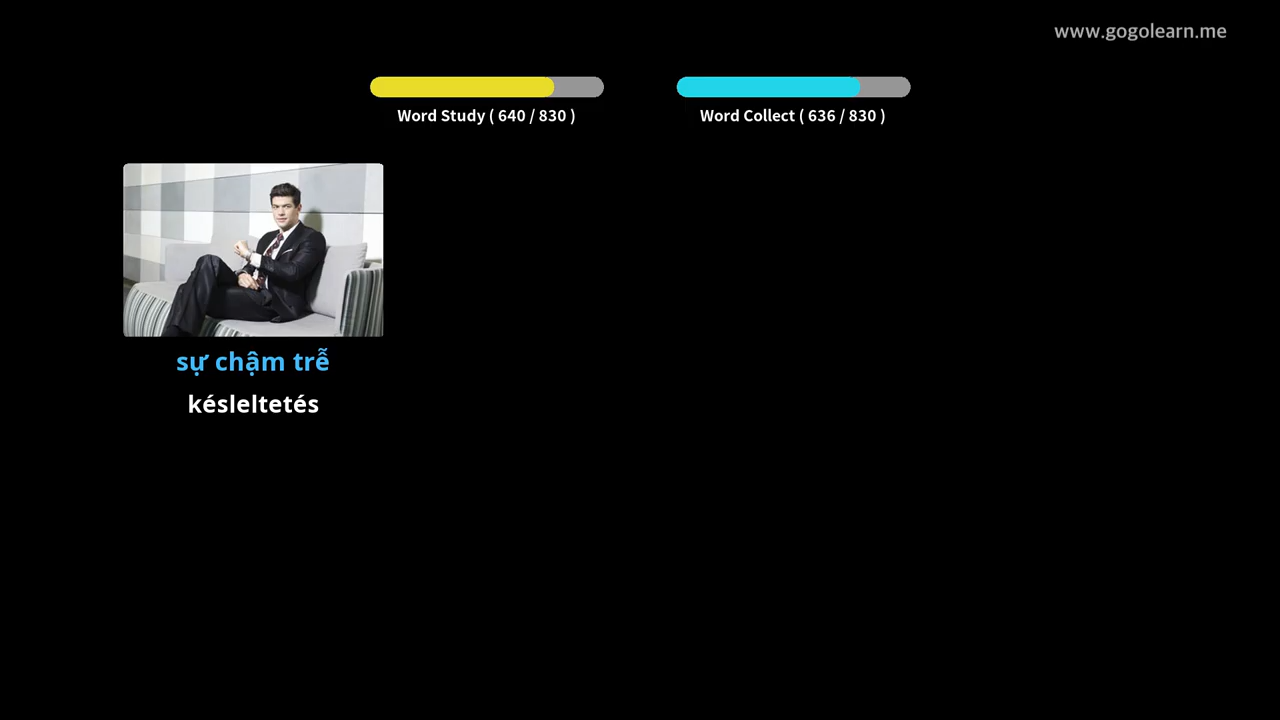 www.gogolearn.me
Word Study ( 640 / 830 )
Word Collect ( 636 / 830 )
sự chậm trễ
késleltetés